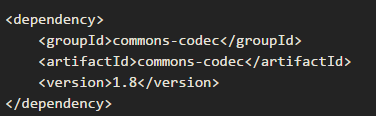 <dependency>
    <groupId>commons-codec</groupId>
    <artifactId>commons-codec</artifactId>
    <version>1.8</version>
</dependency>